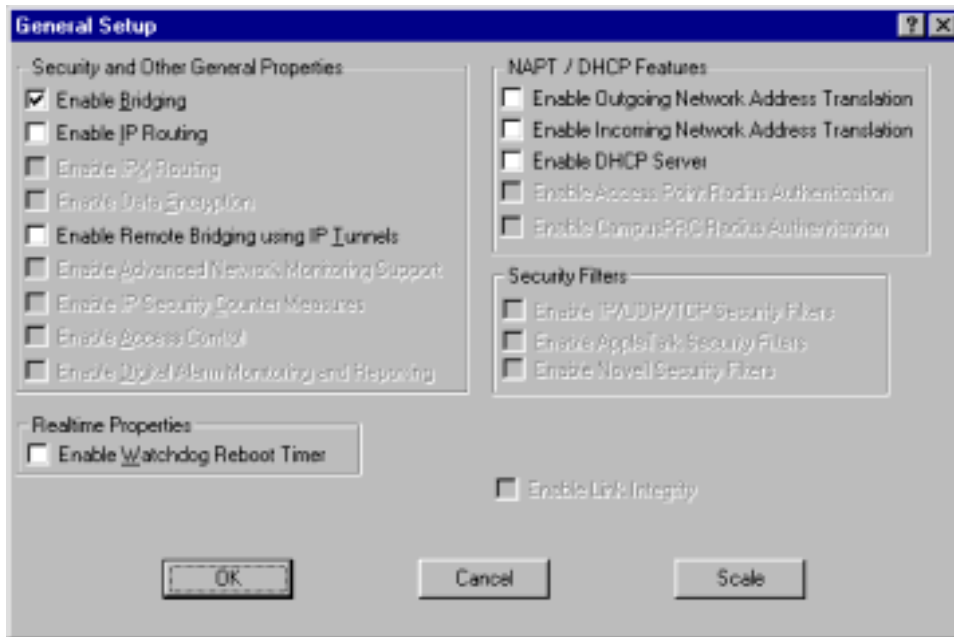 General Setup
Security and Other General Properties
Enable Bridging
Enable IP Routing
Enable IPX Routing
Enable Data Encryption
Enable Remote Bridging using IP Tunnels
Enable Advanced Network Monitoring Support
Enable IP Security Counter Measures
Enable Access Control
Enable Digital Alarm Monitoring and Reporting
Realtime Properties
Enable Watchdog Reboot Timer
NAPT / DHCP Features
Enable Outgoing Network Address Translation
Enable Incoming Network Address Translation
Enable DHCP Server
Enable Access Point Radius Authentication
Enable CampusPRC Radius Authentication
Security Filters
Enable IP/UDP/TCP Security Filters
Enable AppleTalk Security Filters
Enable Novell Security Filters
Enable Link Integrity
OK
Cancel
Scale